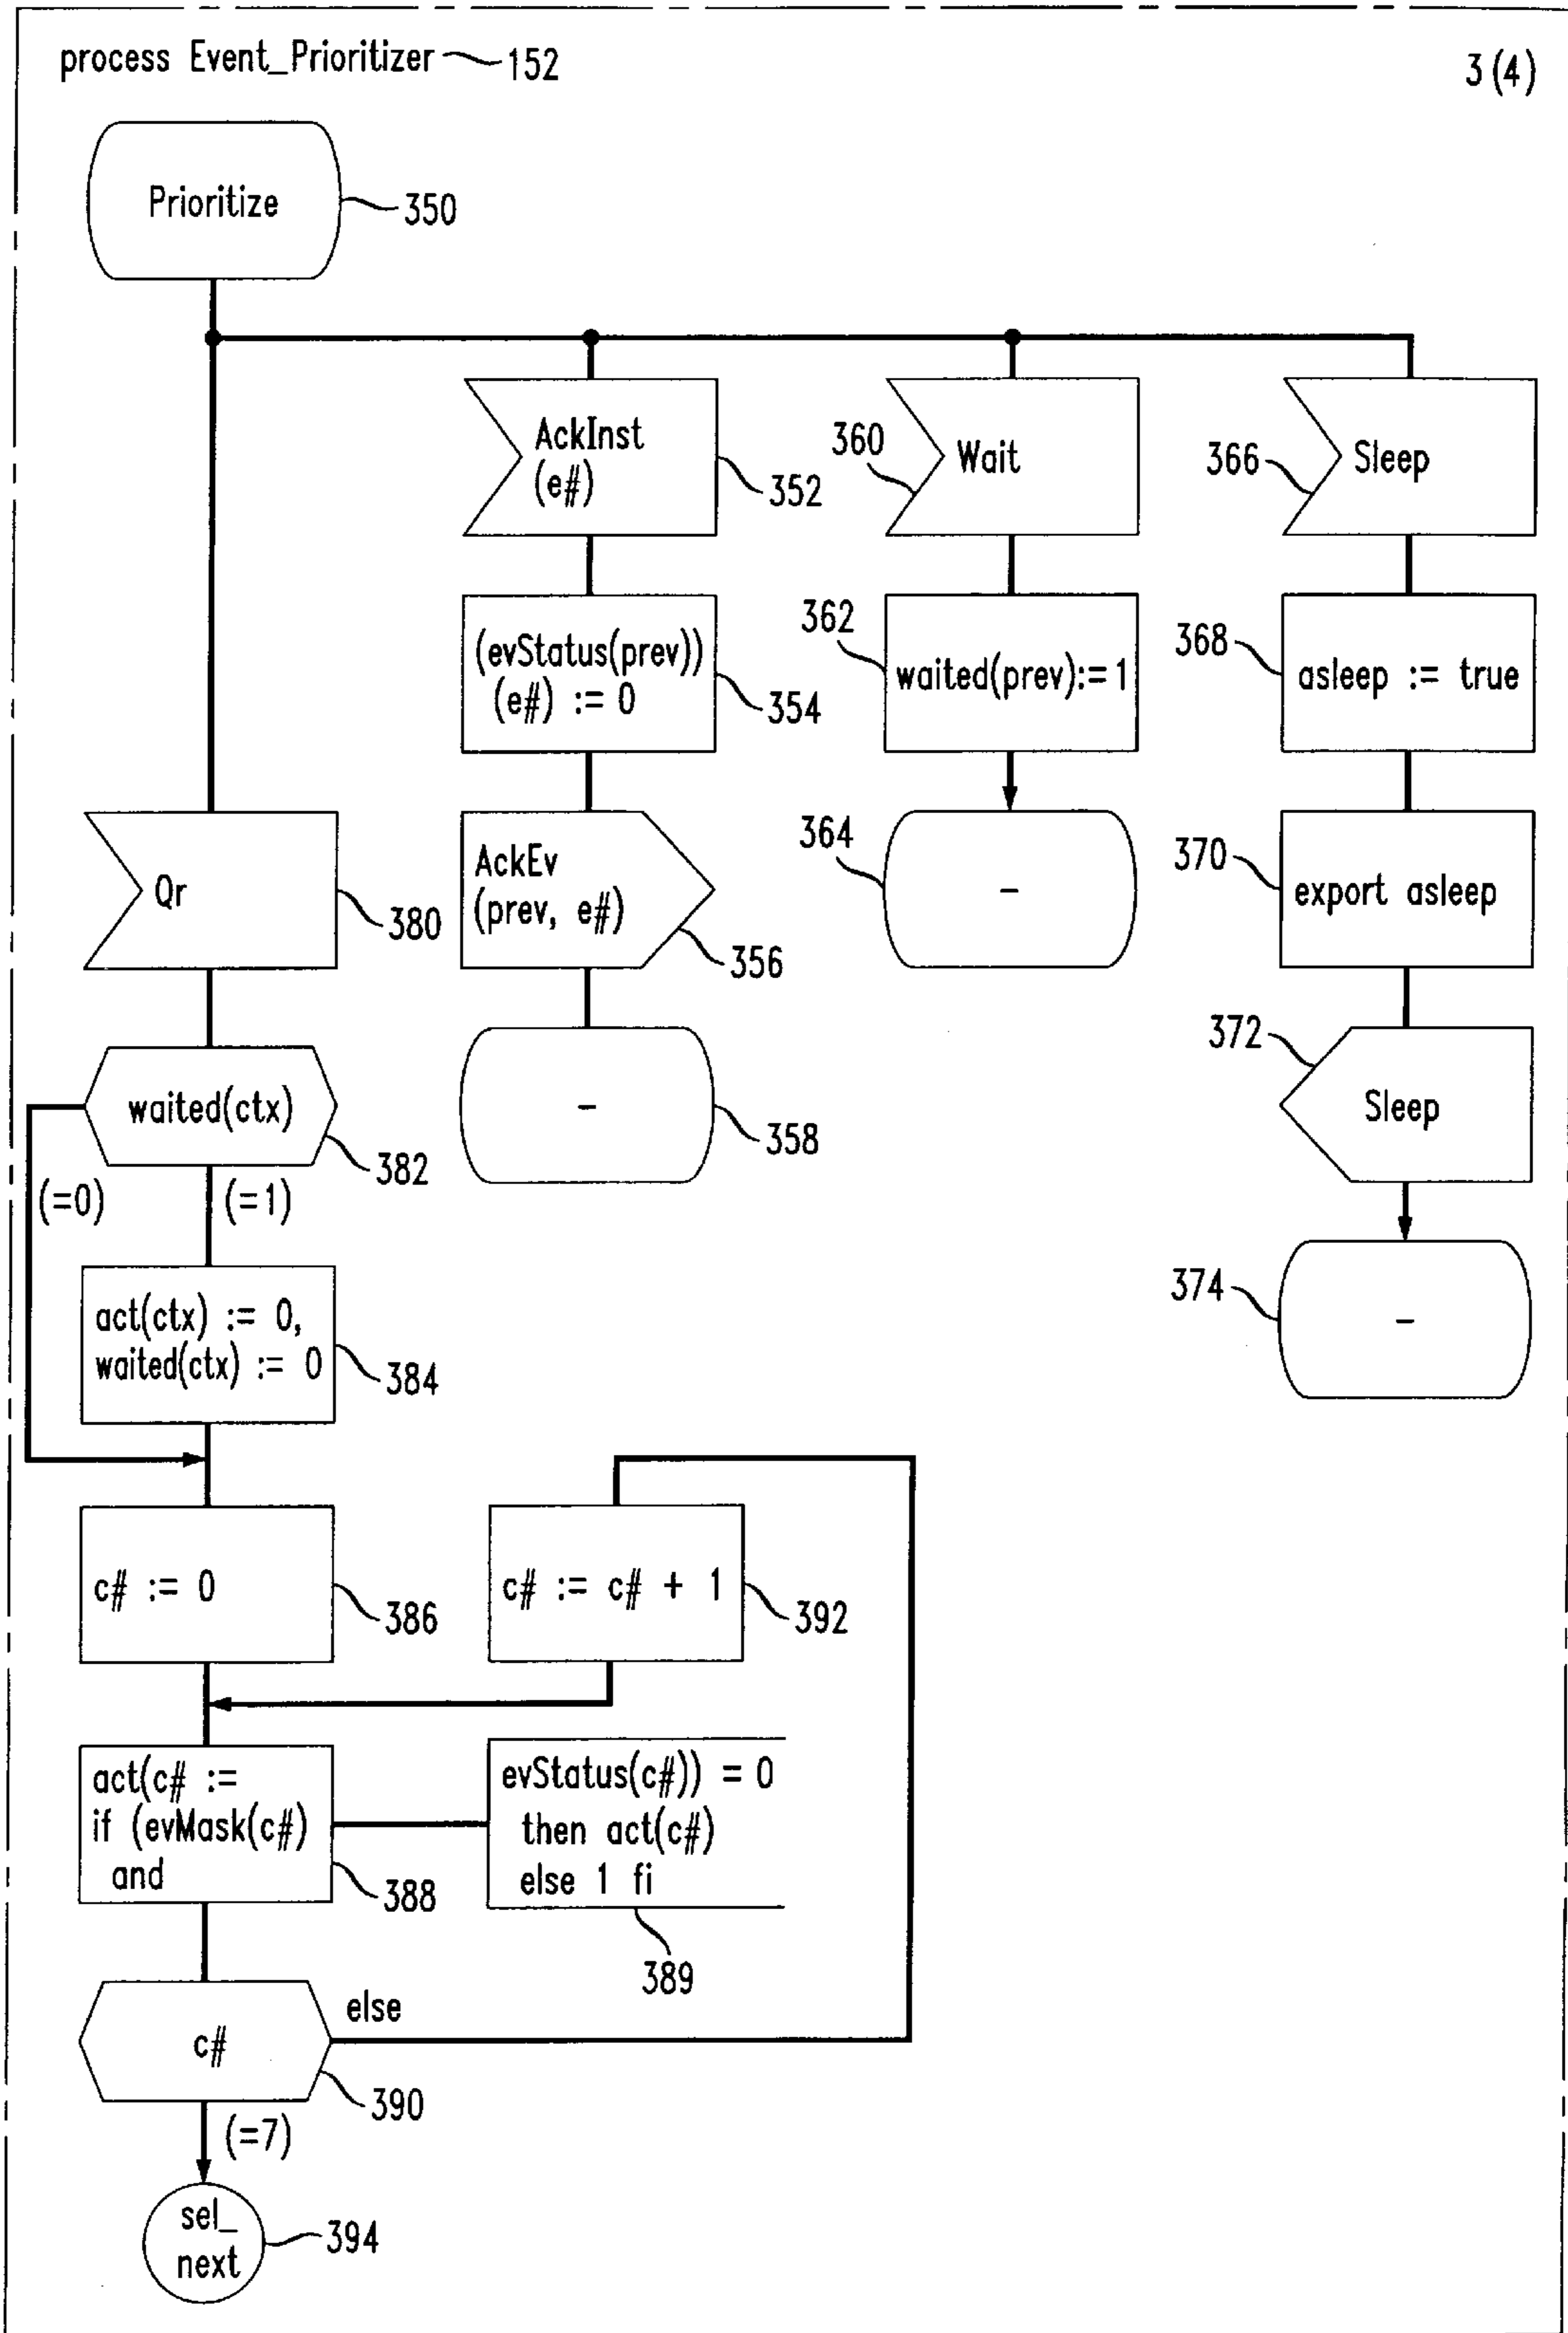 process Event_Prioritizer 152
3(4)
Prioritize
350
AckInst
(e#)
352
360
Wait
366
Sleep
(evStatus(prev))
(e#) := 0
354
362
waited(prev):= 1
368
asleep := true
Qr
380
AckEv
(prev, e#)
356
364
-
370
export asleep
waited(ctx)
382
(=0)
(=1)
-
358
372
Sleep
act(ctx) := 0,
waited(ctx) := 0
384
374
-
c# := 0
386
c# := c# + 1
392
act(c# :=
if (evMask(c#)
and
388
evStatus(c#)) = 0
then act(c#)
else 1 fi
389
c#
else
390
(=7)
sel_
next
394